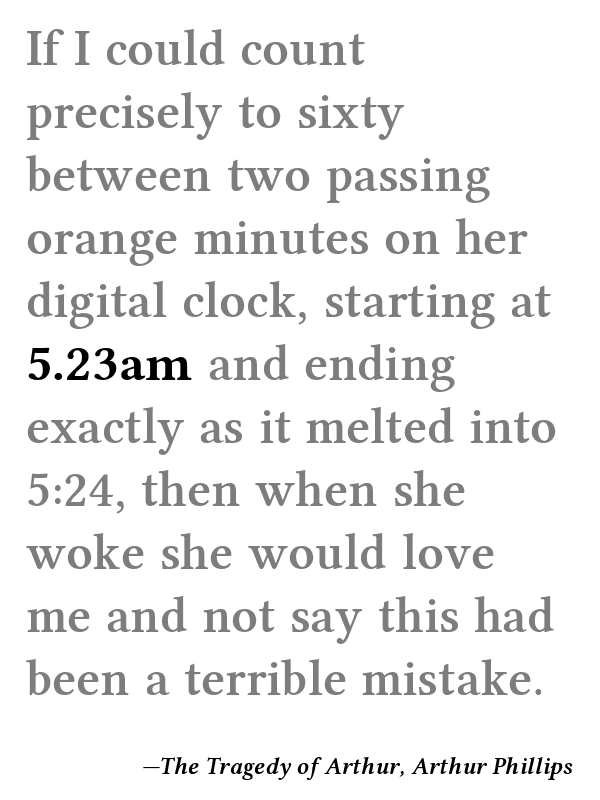 If I could count
precisely to sixty
between two passing
orange minutes on her
digital clock, starting at
5.23am and ending
exactly as it melted into
5:24, then when she
woke she would love
me and not say this had
been a terrible mistake.
—The Tragedy of Arthur, Arthur Phillips